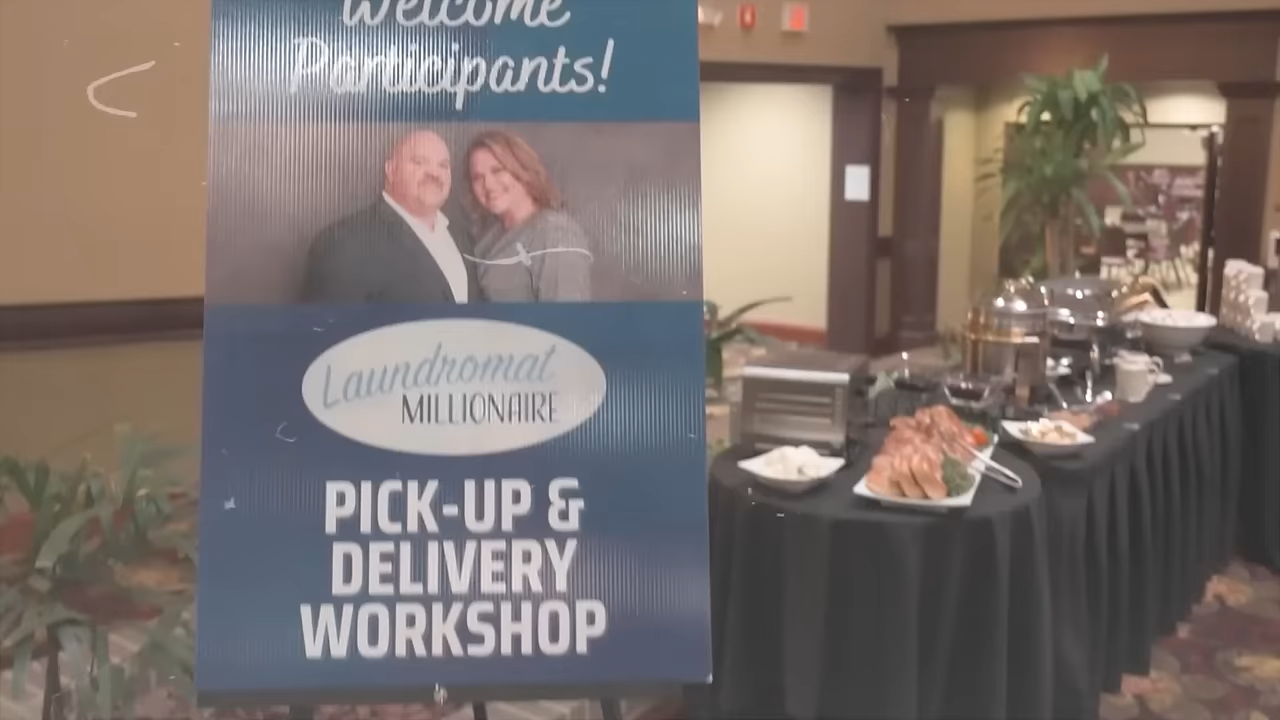 Welcome
Participants!
Laundromat
MILLIONAIRE
PICK-UP &
DELIVERY
WORKSHOP